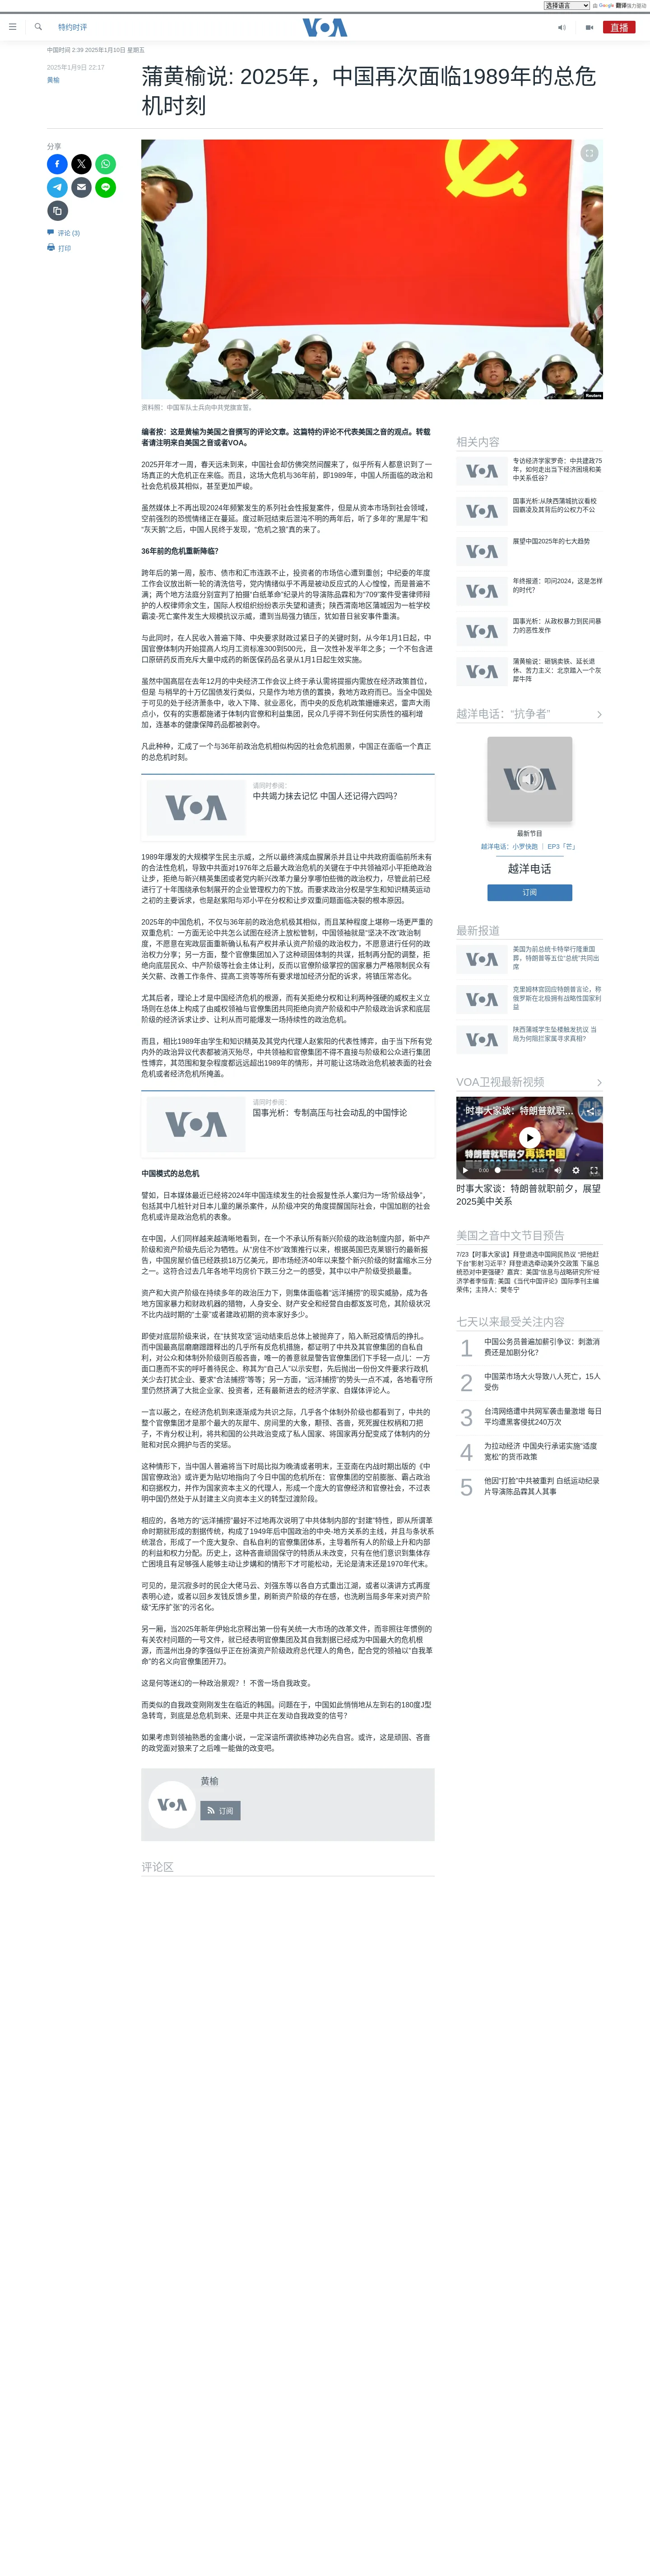 选择语言 由 Google 翻译强力驱动
特约时评
VOA
直播
中国时间 2:39 2025年1月10日 星期五
2025年1月9日 22:17
黄榆
蒲黄榆说: 2025年，中国再次面临1989年的总危
机时刻
分享
评论 (3)
打印
Reuters
资料照：中国军队士兵向中共党旗宣誓。
编者按：这是黄榆为美国之音撰写的评论文章。这篇特约评论不代表美国之音的观点。转载
者请注明来自美国之音或者VOA。
2025开年才一周，春天远未到来，中国社会却仿佛突然间醒来了，似乎所有人都意识到了一
场真正的大危机正在来临。而且，这场大危机与36年前，即1989年，中国人所面临的政治和
社会危机极其相似，甚至更加严峻。
虽然媒体上不再出现2024年频繁发生的系列社会性报复案件，但是从资本市场到社会领域，
空前强烈的恐慌情绪正在蔓延。度过新冠结束后混沌不明的两年后，听了多年的“黑犀牛”和
“灰天鹅”之后，中国人民终于发现，“危机之狼”真的来了。
36年前的危机重新降临？
跨年后的第一周，股市、债市和汇市连跌不止，投资者的市场信心遭到重创；中纪委的年度
工作会议放出新一轮的清洗信号，党内情绪似乎不再是被动反应式的人心惶惶，而是普遍不
满；两个地方法庭分别宣判了拍摄“白纸革命”纪录片的导演陈品霖和为“709”案件受害律师辩
护的人权律师余文生，国际人权组织纷纷表示失望和谴责；陕西渭南地区蒲城因为一桩学校
霸凌-死亡案件发生大规模抗议示威，遭到当局强力镇压，犹如昔日瓮安事件重演。
与此同时，在人民收入普遍下降、中央要求财政过紧日子的关键时刻，从今年1月1日起，中
国官僚体制内开始提高人均月工资标准300到500元，且一次性补发半年之多；一个不包含进
口原研药反而充斥大量中成药的新医保药品名录从1月1日起生效实施。
虽然中国高层在去年12月的中央经济工作会议上终于承认需将提振内需放在经济政策首位，
但是 与稍早的十万亿国债发行类似，只是作为地方债的置换，救地方政府而已。当全中国处
于可见的处于经济萧条中，收入下降、就业恶化，而中央的反危机政策姗姗来迟，雷声大雨
点小，仅有的实惠都施诸于体制内官僚和利益集团，民众几乎得不到任何实质性的福利增
加，连基本的健康保障药品都被剥夺。
凡此种种，汇成了一个与36年前政治危机相似构因的社会危机图景，中国正在面临一个真正
的总危机时刻。
请同时参阅：
中共竭力抹去记忆 中国人还记得六四吗？
1989年爆发的大规模学生民主示威，之所以最终演成血腥屠杀并且让中共政府面临前所未有
的合法性危机，导致中共面对1976年之后最大政治危机的关键在于中共领袖邓小平拒绝政治
让步，拒绝与新兴精英集团或者党内新兴改革力量分享哪怕些微的政治权力，尽管此前已经
进行了十年围绕承包制展开的企业管理权力的下放。而要求政治分权是学生和知识精英运动
之初的主要诉求，也是赵紫阳与邓小平在分权和让步双重问题面临决裂的根本原因。
2025年的中国危机，不仅与36年前的政治危机极其相似，而且某种程度上堪称一场更严重的
双重危机：一方面无论中共怎么试图在经济上放松管制，中国领袖就是“坚决不改”政治制
度，不愿意在宪政层面重新确认私有产权并承认资产阶级的政治权力，不愿意进行任何的政
治权力分享；另一方面，整个官僚集团加入了这种顽固体制的共谋，抵制再分配的调整，拒
绝向底层民众、中产阶级等社会主体让利，反而以官僚阶级掌控的国家暴力严格限制民众有
关欠薪、改善工作条件、提高工资等等所有要求增加经济分配的诉求，将镇压常态化。
尤其后者，理论上才是中国经济危机的根源，而有关拒绝分权和让利两种强硬的威权主义立
场则在总体上构成了由威权领袖与官僚集团共同拒绝向资产阶级和中产阶级政治诉求和底层
阶级的经济诉求让步、让利从而可能爆发一场持续性的政治危机。
而且，相比1989年由学生和知识精英及其党内代理人赵紫阳的代表性博弈，由于当下所有党
内外的政治异议代表都被消灭殆尽，中共领袖和官僚集团不得不直接与阶级和公众进行集团
性博弈，其范围和复杂程度都远远超出1989年的情形，并可能让这场政治危机被表面的社会
危机或者经济危机所掩盖。
请同时参阅：
国事光析：专制高压与社会动乱的中国悖论
中国模式的总危机
譬如，日本媒体最近已经将2024年中国连续发生的社会报复性杀人案归为一场“阶级战争”，
包括其中几桩针对日本儿童的屠杀案件，从阶级冲突的角度提醒国际社会，中国加剧的社会
危机或许是政治危机的表象。
在中国，人们同样越来越清晰地看到，在一个不承认所有新兴阶级的政治制度内部，新中产
阶级和资产阶级先后沦为牺牲。从“房住不炒”政策推行以来，根据英国巴克莱银行的最新报
告，中国房屋价值已经跌损18万亿美元，即市场经济40年以来整个新兴阶级的财富缩水三分
之一。这符合过去几年各地平均房价下跌三分之一的感受，其中以中产阶级受损最重。
资产和大资产阶级在持续多年的政治压力下，则集体面临着“远洋捕捞”的现实威胁，成为各
地方国家暴力和财政机器的猎物，人身安全、财产安全和经营自由都岌岌可危，其阶级状况
不比内战时期的“土豪”或者建政初期的资本家好多少。
即使对底层阶级来说，在“扶贫攻坚”运动结束后总体上被抛弃了，陷入新冠疫情后的挣扎。
而中国最高层磨磨蹭蹭释出的几乎所有反危机措施，都证明了中共及其官僚集团的自私自
利，对公众和体制外阶级则百般吝啬，唯一的善意就是警告官僚集团们下手轻一点儿：一方
面口惠而不实的呼吁善待民企、称其为“自己人”以示安慰，先后抛出一份份文件要求行政机
关少去打扰企业、要求“合法捕捞”等等；另一方面，“远洋捕捞”的势头一点不减，各地看守所
里仍然挤满了大批企业家、投资者，还有最新进去的经济学家、自媒体评论人。
一言以蔽之，在经济危机到来逐渐成为共识之际，几乎各个体制外阶级也都看到了，中共的
整个官僚集团才是那个最大的灰犀牛、房间里的大象，颟顸、吝啬，死死握住权柄和刀把
子，不肯分权让利，将共和国的公共政治变成了私人国家、将国家再分配变成了体制内的分
赃和对民众拥护与否的奖惩。
这种情形下，当中国人普遍将当下时局比拟为晚清或者明末，王亚南在内战时期出版的《中
国官僚政治》或许更为贴切地指向了今日中国的危机所在：官僚集团的空前膨胀、霸占政治
和窃据权力，并作为国家资本主义的代理人，形成一个庞大的官僚经济和官僚社会，不过表
明中国仍然处于从封建主义向资本主义的转型过渡阶段。
相应的，各地方的“远洋捕捞”最好不过地再次说明了中共体制内部的“封建”特性，即从所谓革
命时期就形成的割据传统，构成了1949年后中国政治的中央-地方关系的主线，并且与条状系
统混合，形成了一个庞大复杂、自私自利的官僚集团体系，主导着所有人的阶级上升和内部
的利益和权力分配。历史上，这种吝啬顽固保守的特质从未改变，只有在他们意识到集体存
亡困境且有足够强人能够主动让步媾和的情形下才可能松动，无论是清末还是1970年代末。
可见的，是沉寂多时的民企大佬马云、刘强东等以各自方式重出江湖，或者以演讲方式再度
表明心迹，或者以回乡发钱反馈乡里，刷新资产阶级的存在感，也洗刷当局多年来对资产阶
级“无序扩张”的污名化。
另一厢，当2025年新年伊始北京释出第一份有关统一大市场的改革文件，而非照往年惯例的
有关农村问题的一号文件，就已经表明官僚集团及其自我割据已经成为中国最大的危机根
源，而温州出身的李强似乎正在扮演资产阶级政府总代理人的角色，配合党的领袖以“自我革
命”的名义向官僚集团开刀。
这是何等迷幻的一种政治景观？！ 不啻一场自我政变。
而类似的自我政变刚刚发生在临近的韩国。问题在于，中国如此悄悄地从左到右的180度J型
急转弯，到底是总危机到来、还是中共正在发动自我政变的信号？
如果考虑到领袖熟悉的金庸小说，一定深谙所谓欲练神功必先自宫。或许，这是顽固、吝啬
的政党面对狼来了之后唯一能做的改变吧。
黄榆
订阅
评论区
相关内容
专访经济学家罗奇：中共建政75
年，如何走出当下经济困境和美
中关系低谷？
国事光析:从陕西蒲城抗议看校
园霸凌及其背后的公权力不公
展望中国2025年的七大趋势
年终报道：叩问2024，这是怎样
的时代？
国事光析：从政权暴力到民间暴
力的恶性发作
蒲黄榆说：砸锅卖铁、延长退
休、苦力主义：北京踏入一个灰
犀牛阵
越洋电话：“抗争者”
最新节目
越洋电话：小罗快跑 ｜ EP3「芒」
越洋电话
订阅
最新报道
美国为前总统卡特举行隆重国
葬，特朗普等五位“总统”共同出
席
克里姆林宫回应特朗普言论，称
俄罗斯在北极拥有战略性国家利
益
陕西蒲城学生坠楼触发抗议 当
局为何阻拦家属寻求真相？
VOA卫视最新视频
时事大家谈：特朗普就职...
特朗普就职前夕再谈中国
0:00 14:15
时事大家谈：特朗普就职前夕，展望
2025美中关系
美国之音中文节目预告
7/23【时事大家谈】拜登退选中国网民热议 “把他赶
下台”影射习近平？拜登退选牵动美外交政策 下届总
统恐对中更强硬？嘉宾：美国“信息与战略研究所”经
济学者李恒青; 美国《当代中国评论》国际季刊主编
荣伟；主持人：樊冬宁
七天以来最受关注内容
1 中国公务员普遍加薪引争议：刺激消
费还是加剧分化？
2 中国菜市场大火导致八人死亡，15人
受伤
3 台湾网络遭中共网军袭击量激增 每日
平均遭黑客侵扰240万次
4 为拉动经济 中国央行承诺实施“适度
宽松”的货币政策
5 他因“打脸”中共被重判 白纸运动纪录
片导演陈品霖其人其事